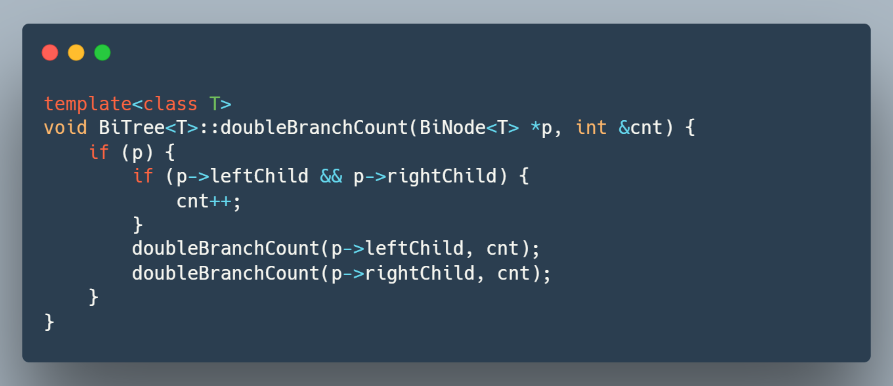 template<class T>
void BiTree<T>::doubleBranchCount(BiNode<T> *p, int &cnt) {
    if (p) {
        if (p->leftChild && p->rightChild) {
            cnt++;
        }
        doubleBranchCount(p->leftChild, cnt);
        doubleBranchCount(p->rightChild, cnt);
    }
}